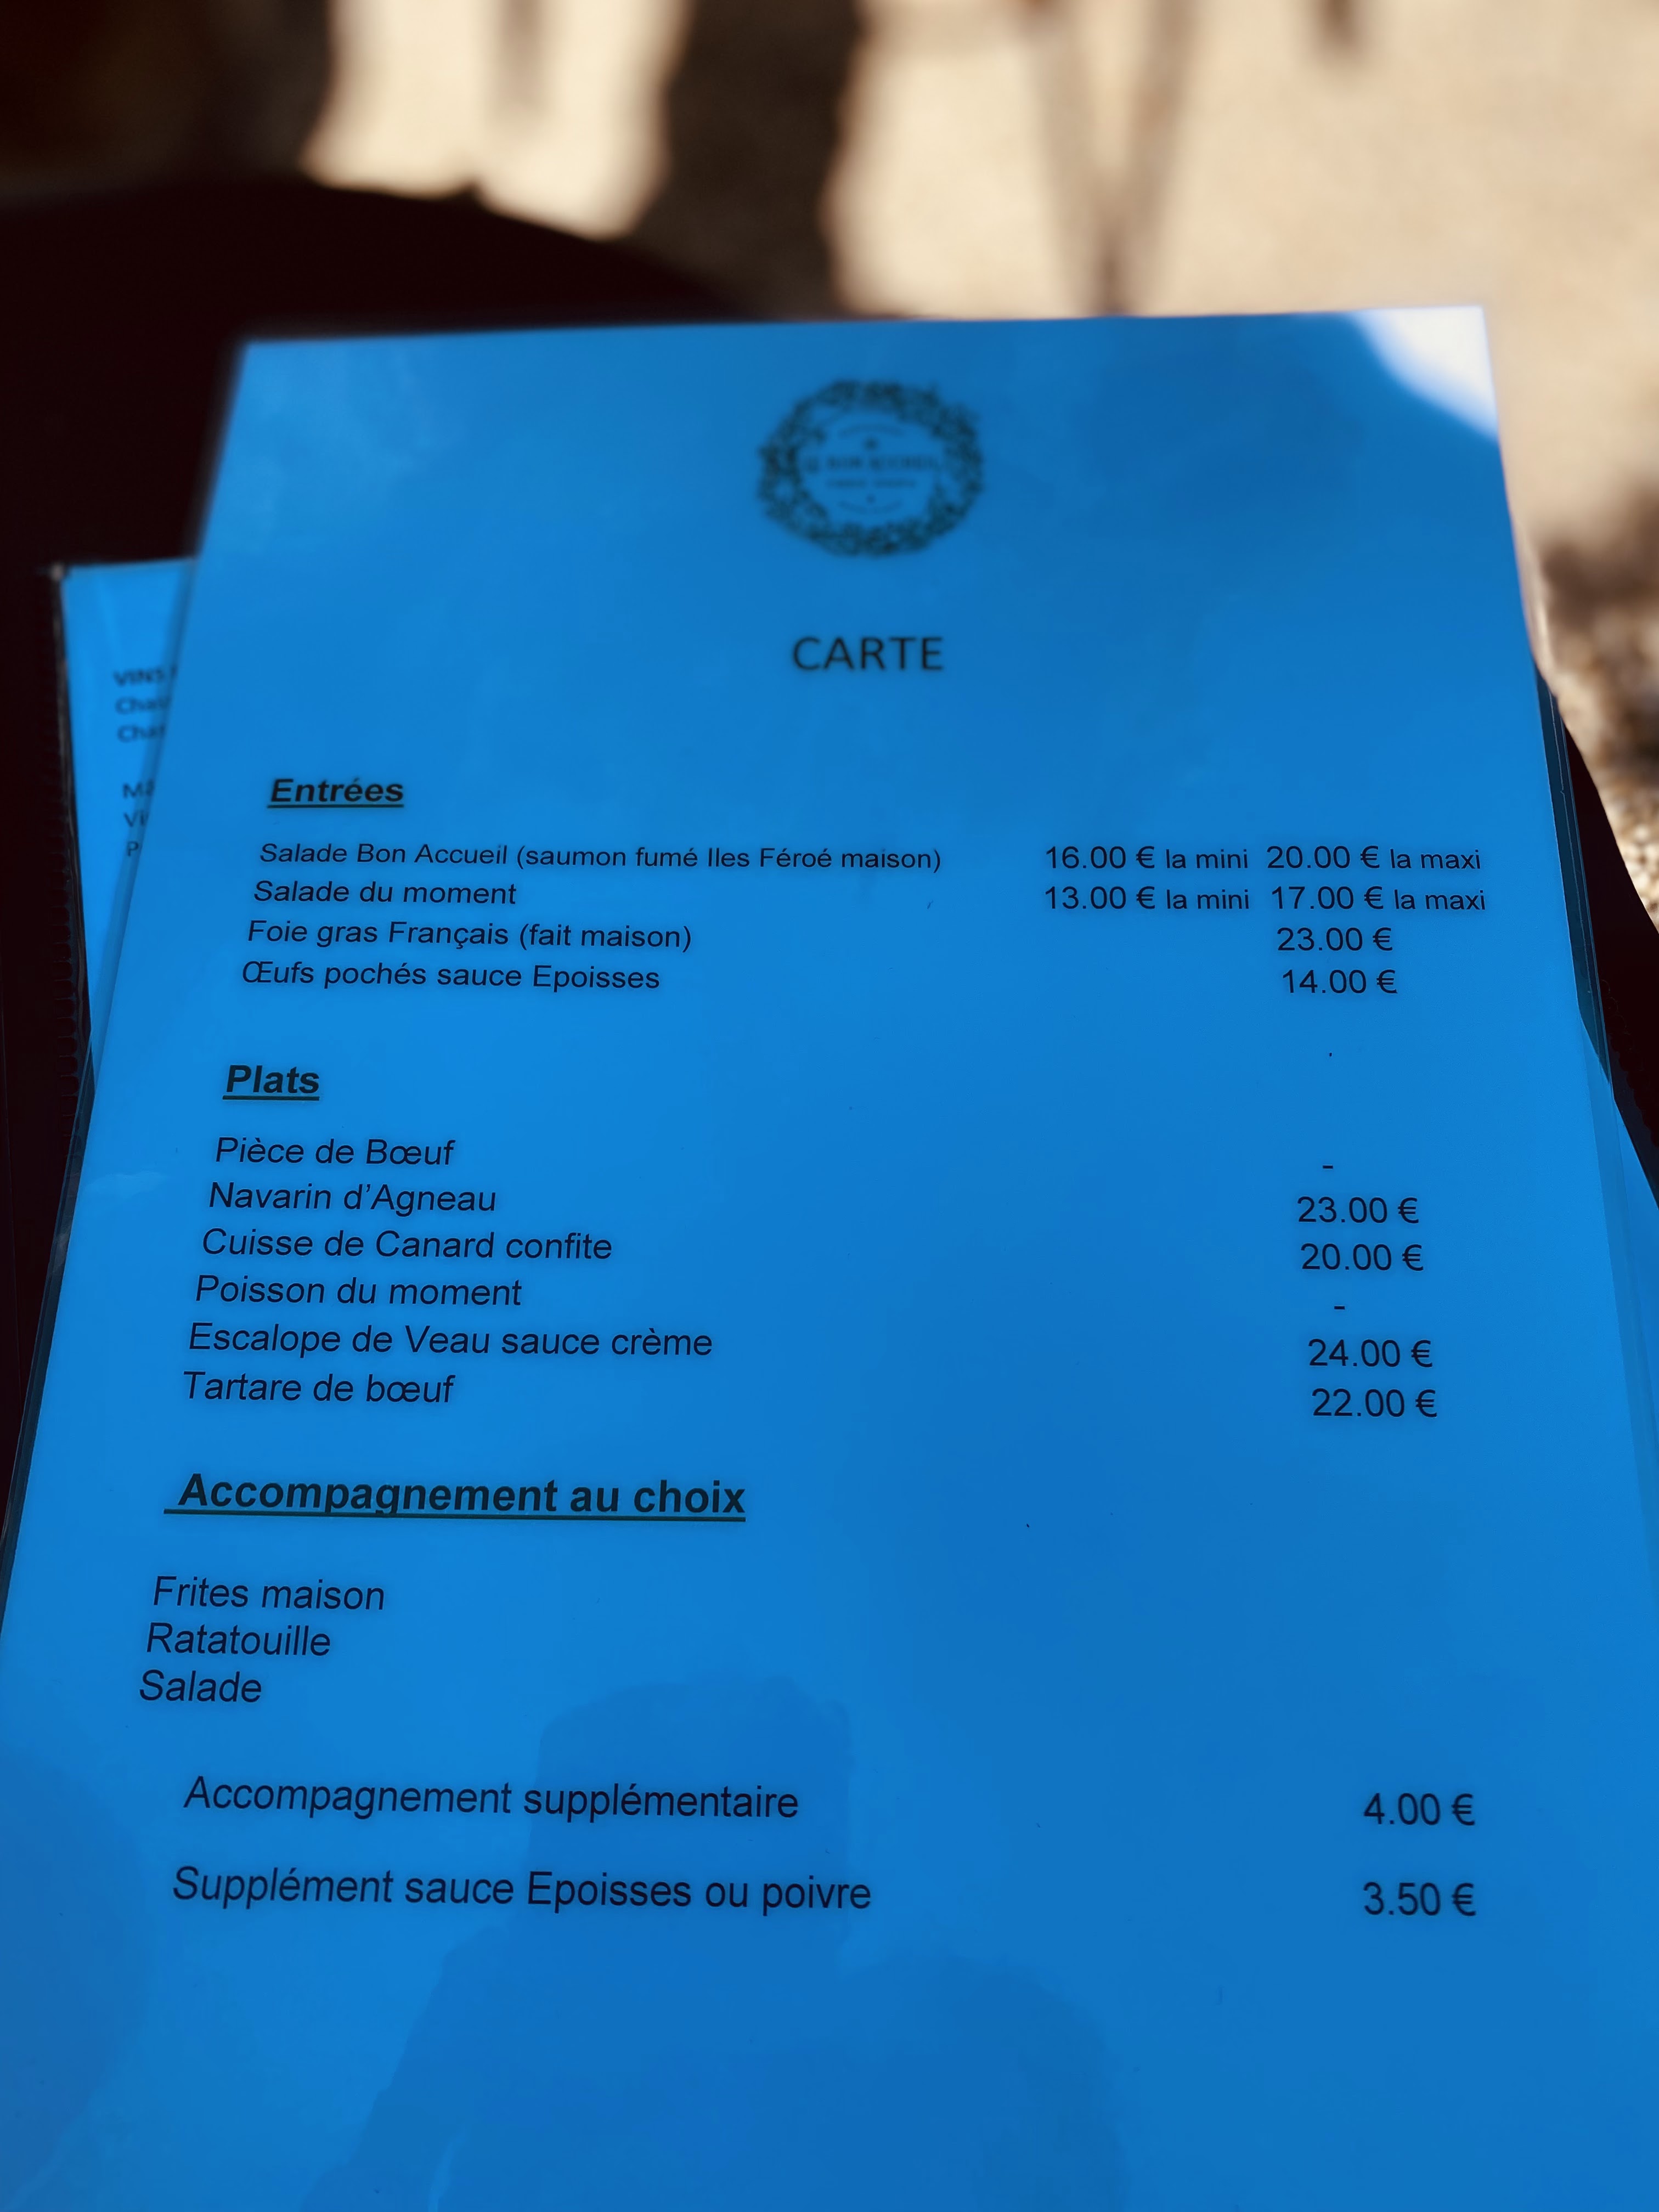 CARTE
Entrées
Salade Bon Accueil (saumon fumé Iles Féroé maison) 16.00 € la mini 20.00 € la maxi
Salade du moment 13.00 € la mini 17.00 € la maxi
Foie gras Français (fait maison) 23.00 €
Œufs pochés sauce Epoisses 14.00 €
Plats
Pièce de Bœuf -
Navarin d'Agneau 23.00 €
Cuisse de Canard confite 20.00 €
Poisson du moment -
Escalope de Veau sauce crème 24.00 €
Tartare de bœuf 22.00 €
Accompagnement au choix
Frites maison
Ratatouille
Salade
Accompagnement supplémentaire 4.00 €
Supplément sauce Epoisses ou poivre 3.50 €
VINS